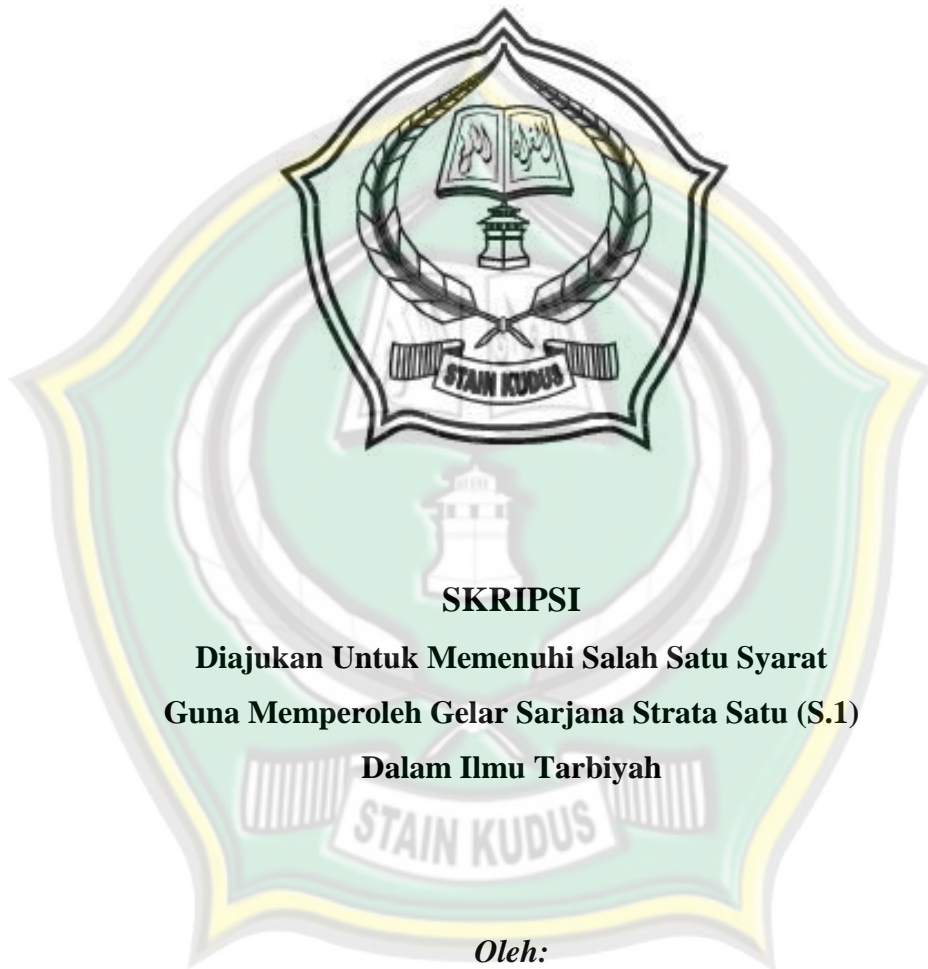 STAIN KUDUS
SKRIPSI
Diajukan Untuk Memenuhi Salah Satu Syarat
Guna Memperoleh Gelar Sarjana Strata Satu (S.1)
Dalam Ilmu Tarbiyah
STAIN KUDUS
Oleh: